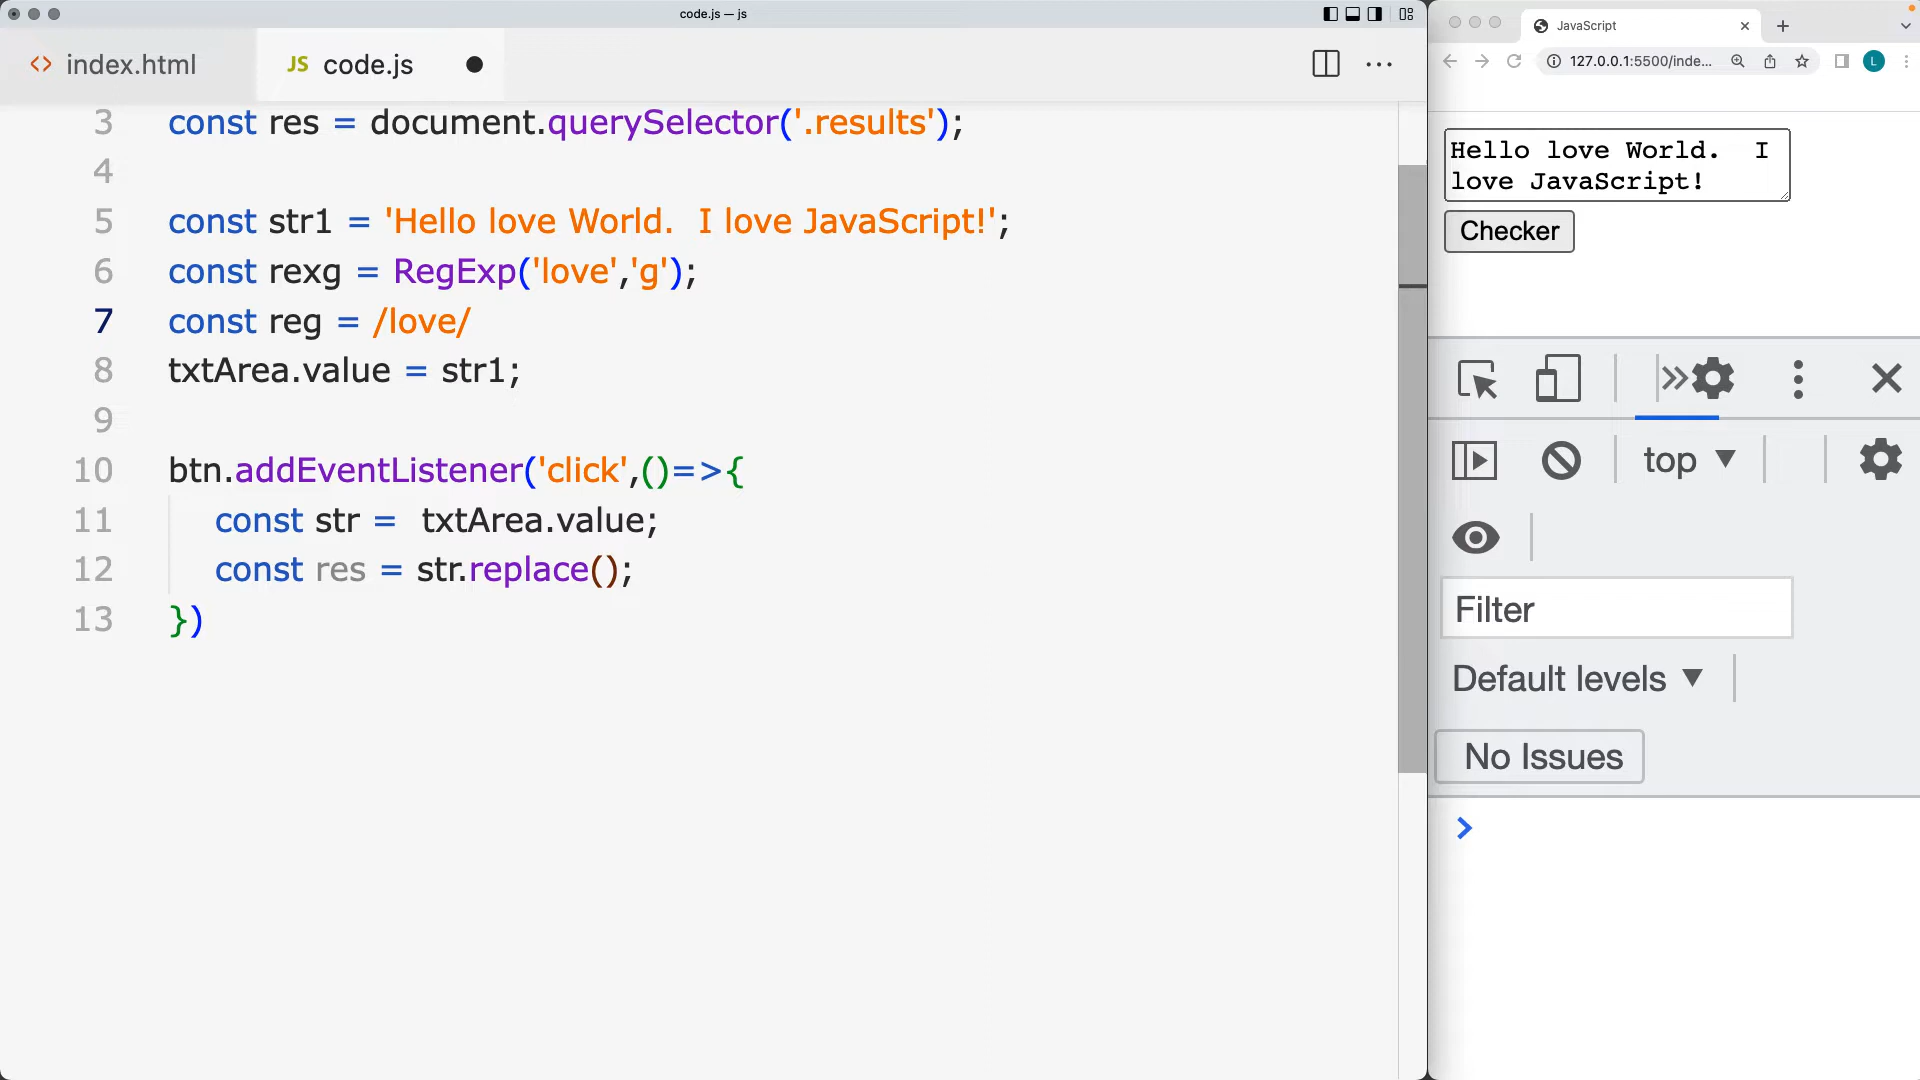 code.js — js
index.html
JS code.js
3 const res = document.querySelector('.results');
4
5 const str1 = 'Hello love World.  I love JavaScript!';
6 const rexg = RegExp('love','g');
7 const reg = /love/
8 txtArea.value = str1;
9
10 btn.addEventListener('click',()=>{
11 const str =  txtArea.value;
12 const res = str.replace();
13 })
JavaScript
127.0.0.1:5500/inde...
L
Hello love World.  I
love JavaScript!
Checker
top
Filter
Default levels
No Issues